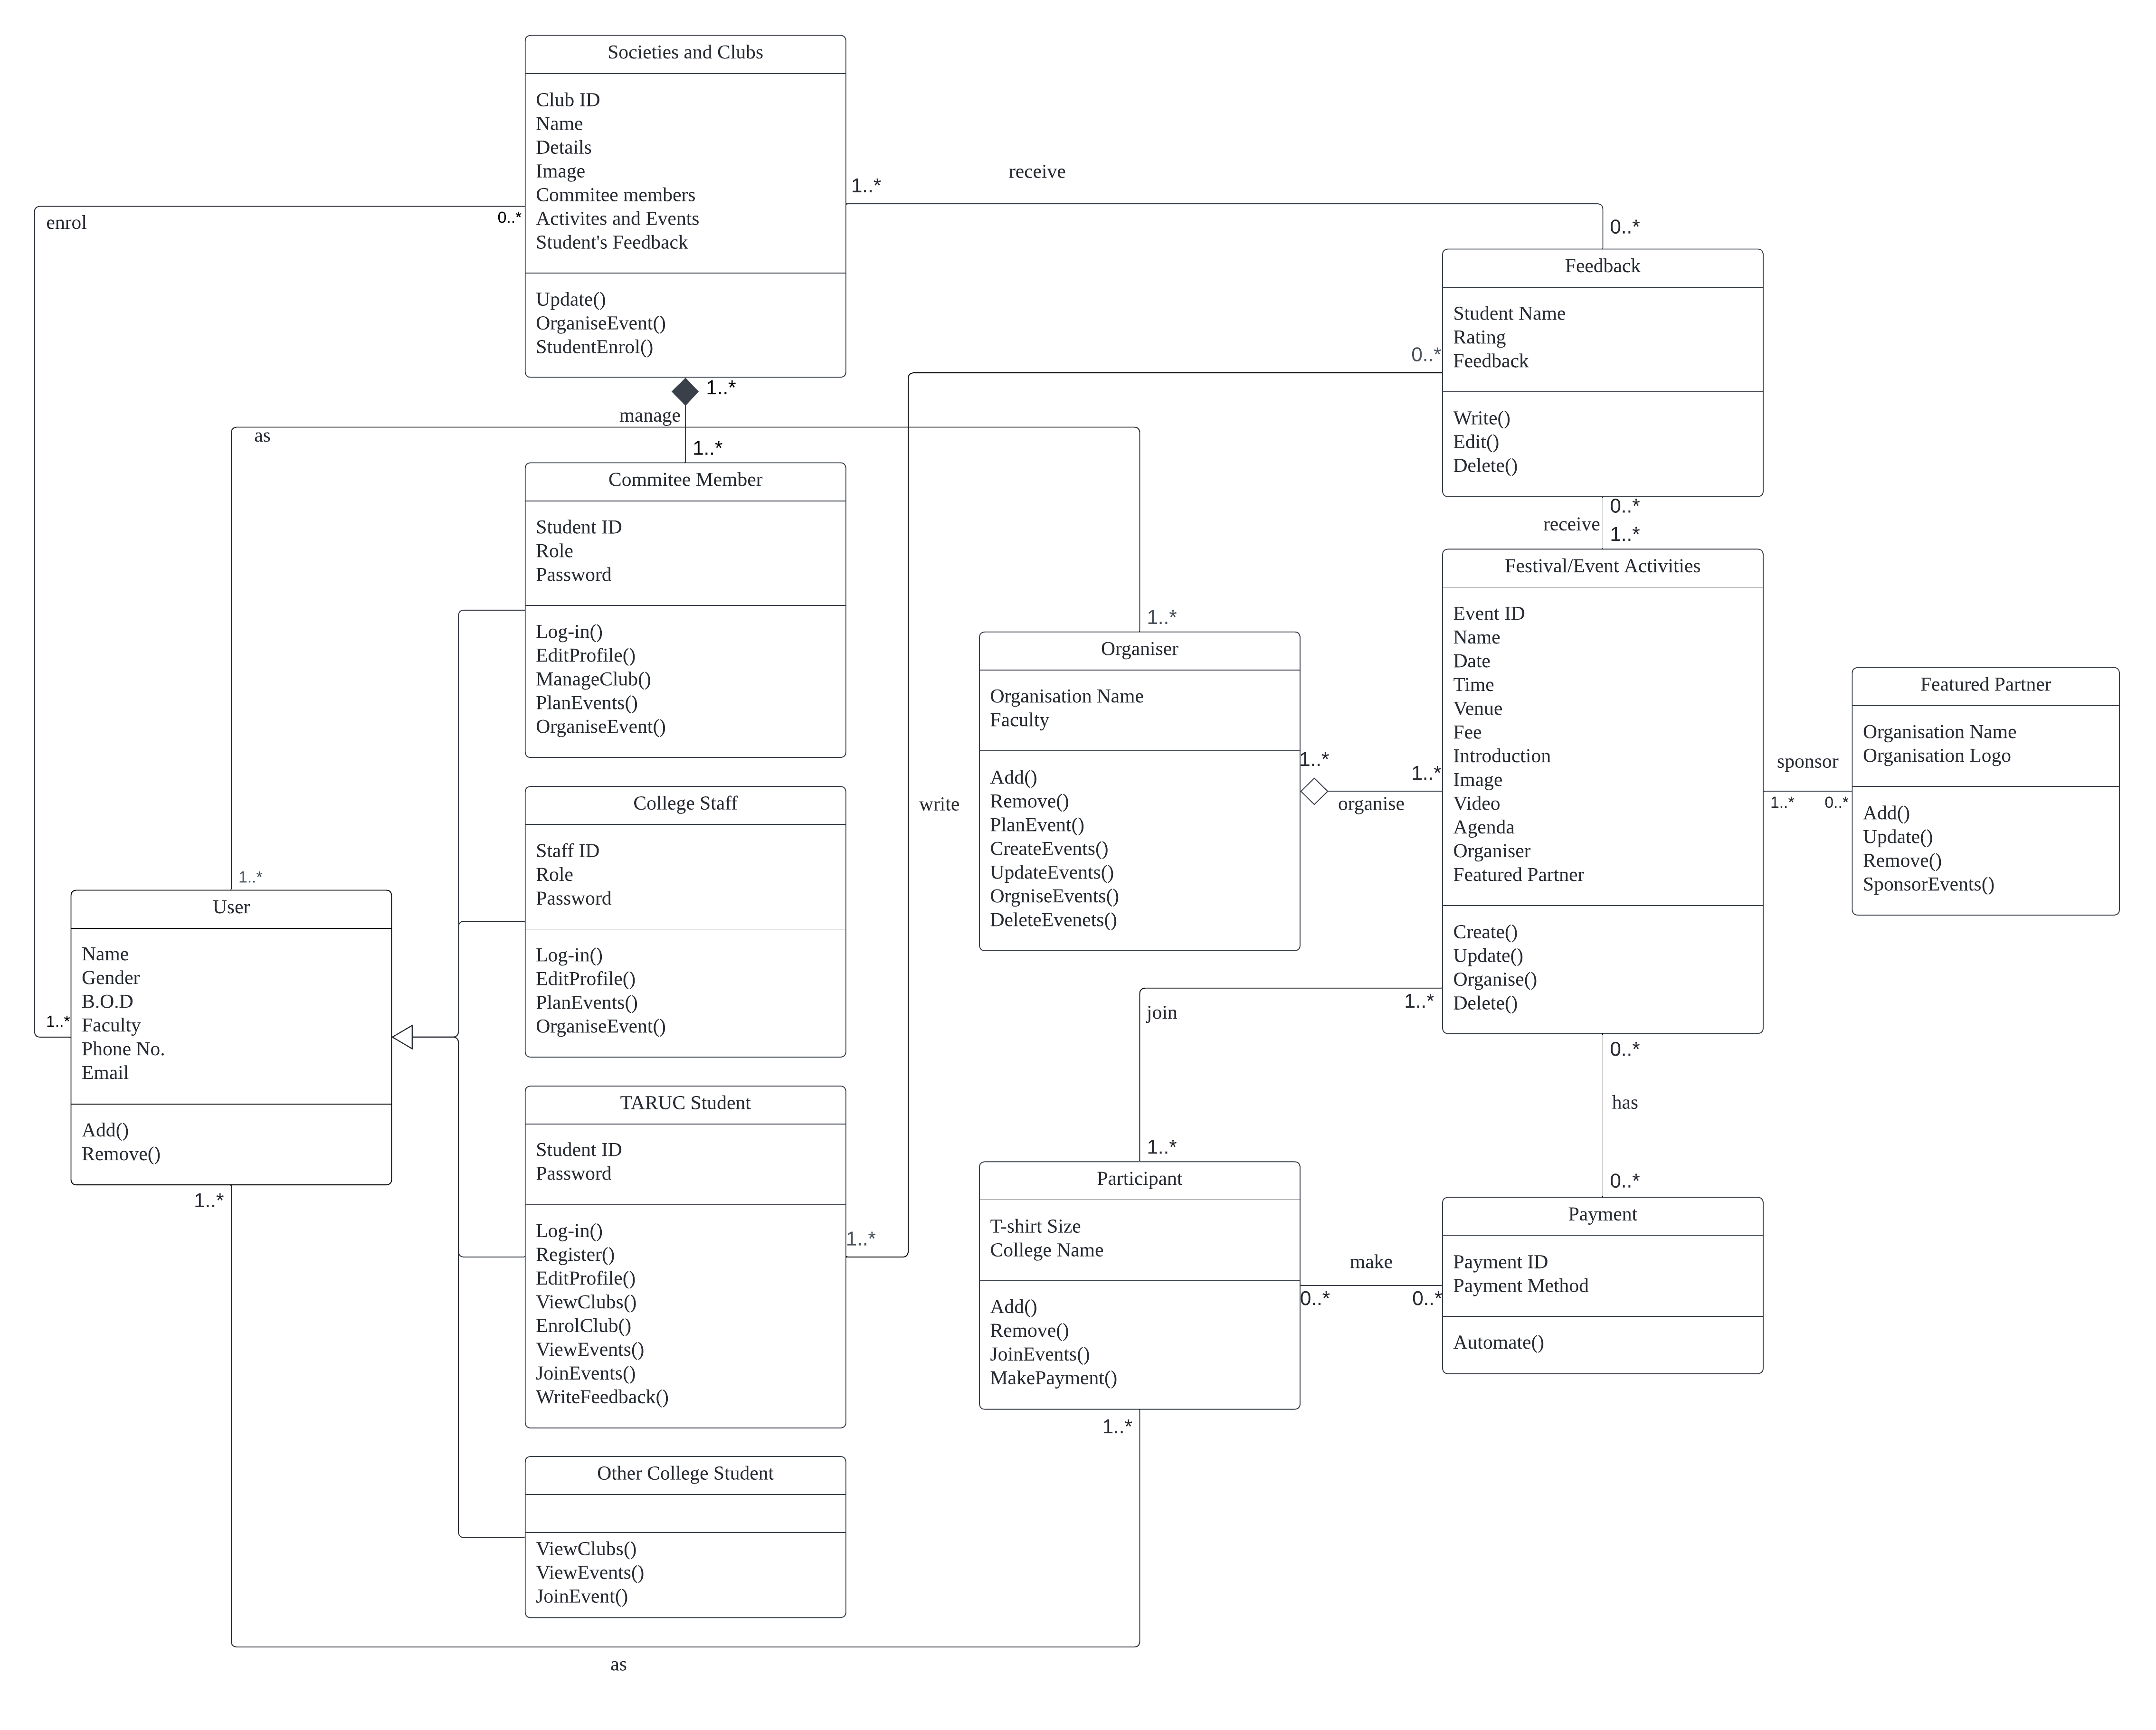 Societies and Clubs
Club ID
Name
Details
Image
Commitee members
Activites and Events
Student's Feedback
Update()
OrganiseEvent()
StudentEnrol()
enrol
0..*
1..*
receive
0..*
Feedback
Student Name
Rating
Feedback
Write()
Edit()
Delete()
0..*
1..*
manage
1..*
as
Commitee Member
Student ID
Role
Password
Log-in()
EditProfile()
ManageClub()
PlanEvents()
OrganiseEvent()
0..*
receive
1..*
Festival/Event Activities
Event ID
Name
Date
Time
Venue
Fee
Introduction
Image
Video
Agenda
Organiser
Featured Partner
Create()
Update()
Organise()
Delete()
1..*
Organiser
Organisation Name
Faculty
Add()
Remove()
PlanEvent()
CreateEvents()
UpdateEvents()
OrgniseEvents()
DeleteEvenets()
1..*
1..*
organise
sponsor
1..*
0..*
Featured Partner
Organisation Name
Organisation Logo
Add()
Update()
Remove()
SponsorEvents()
write
College Staff
Staff ID
Role
Password
Log-in()
EditProfile()
PlanEvents()
OrganiseEvent()
1..*
User
Name
Gender
B.O.D
Faculty
Phone No.
Email
Add()
Remove()
1..*
1..*
join
1..*
1..*
0..*
has
0..*
TARUC Student
Student ID
Password
Log-in()
Register()
EditProfile()
ViewClubs()
EnrolClub()
ViewEvents()
JoinEvents()
WriteFeedback()
1..*
Participant
T-shirt Size
College Name
Add()
Remove()
JoinEvents()
MakePayment()
make
0..*
0..*
Payment
Payment ID
Payment Method
Automate()
1..*
Other College Student
ViewClubs()
ViewEvents()
JoinEvent()
as